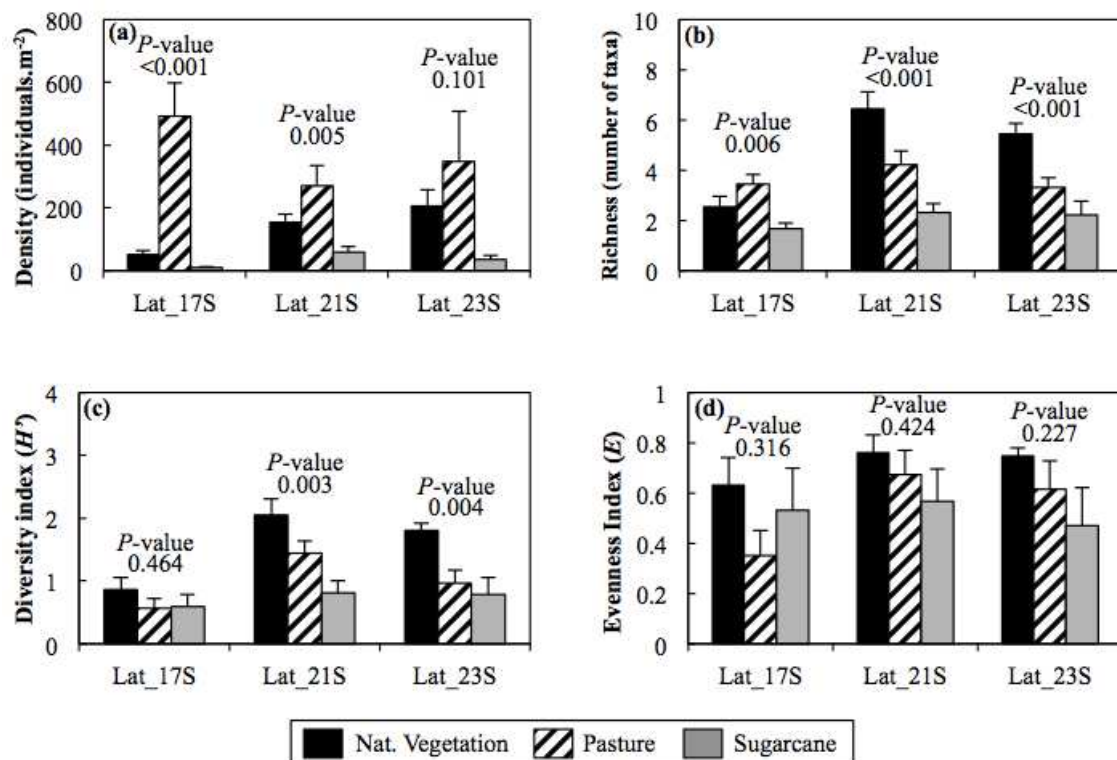 (a)
Density (individuals.m-2)
800
600
400
200
0
P-value
<0.001
P-value
0.005
P-value
0.101
Lat_17S
Lat_21S
Lat_23S
(b)
Richness (number of taxa)
10
8
6
4
2
0
P-value
0.006
P-value
<0.001
P-value
<0.001
Lat_17S
Lat_21S
Lat_23S
(c)
Diversity index (H’)
4
3
2
1
0
P-value
0.464
P-value
0.003
P-value
0.004
Lat_17S
Lat_21S
Lat_23S
(d)
Evenness Index (E)
1
0.8
0.6
0.4
0.2
0
P-value
0.316
P-value
0.424
P-value
0.227
Lat_17S
Lat_21S
Lat_23S
Nat. Vegetation
Pasture
Sugarcane